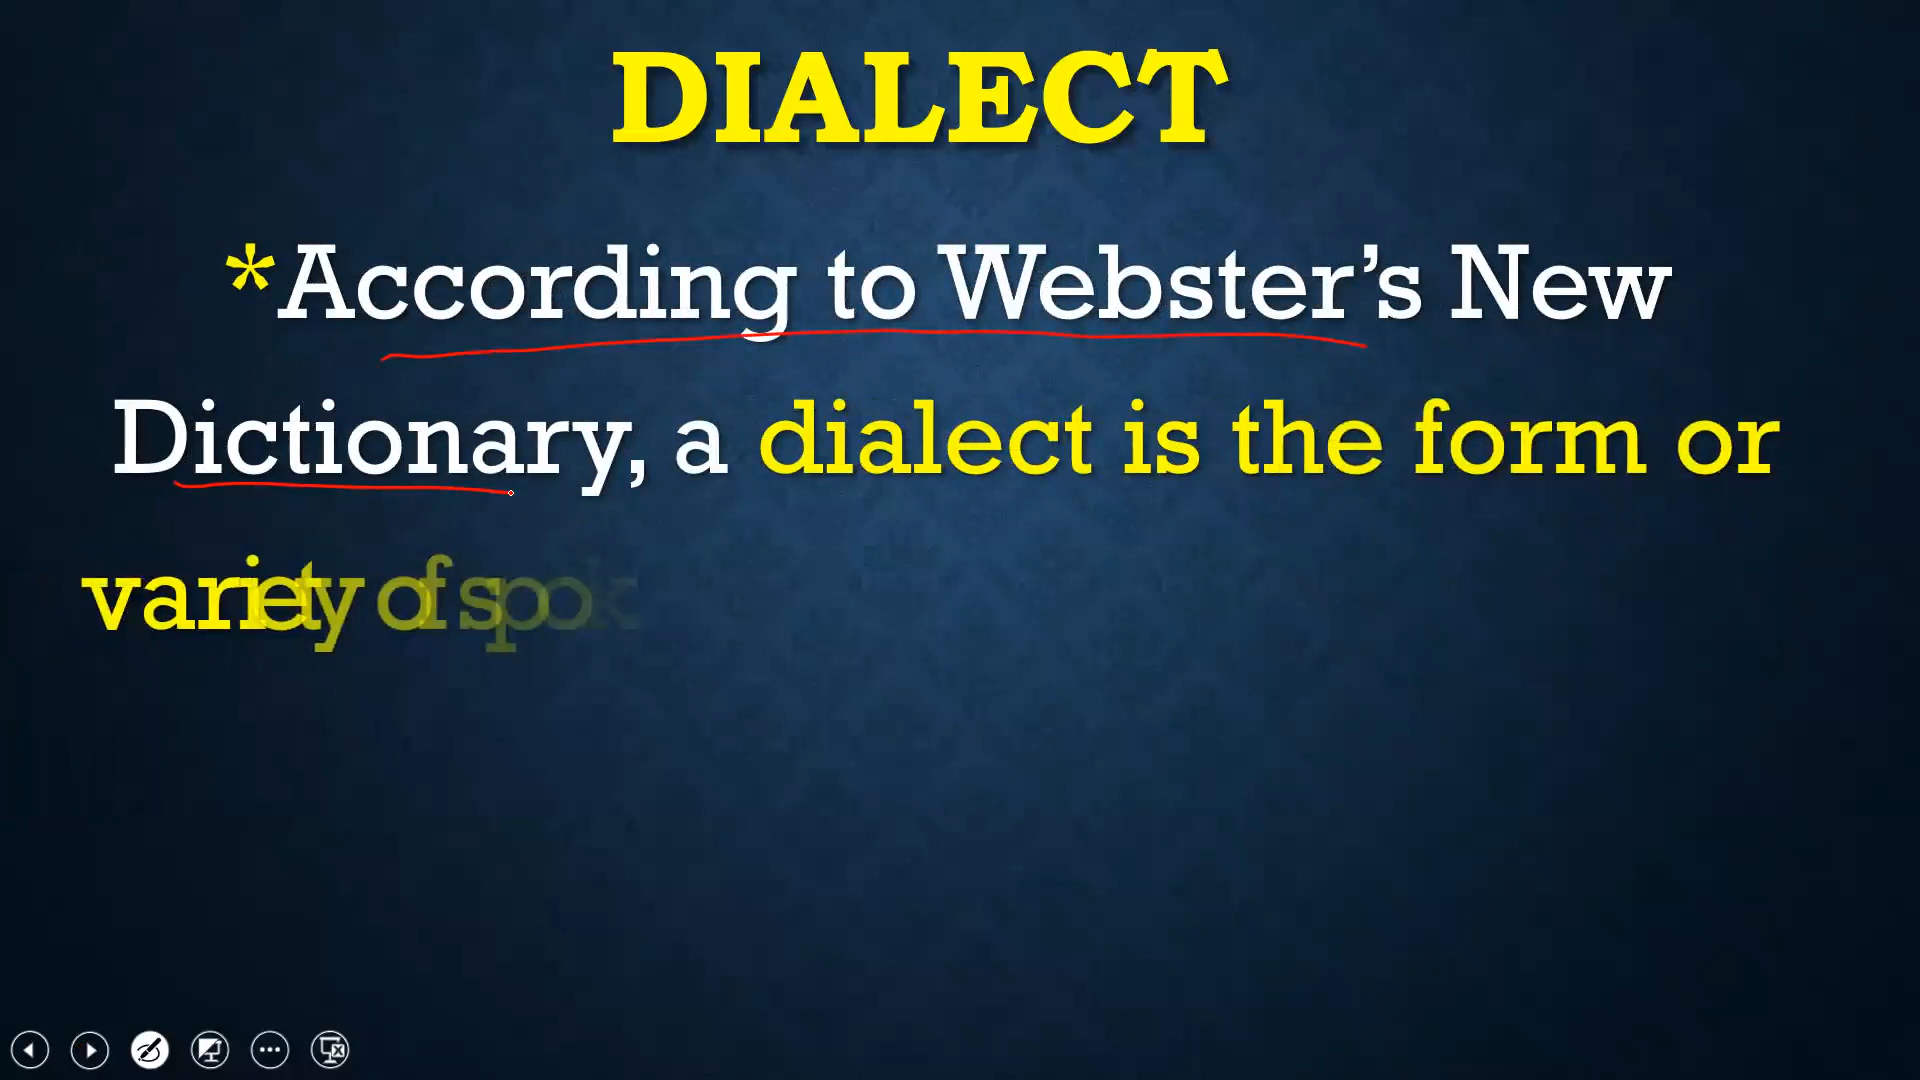 DIALECT
*According to Webster’s New
Dictionary, a dialect is the form or
variety of